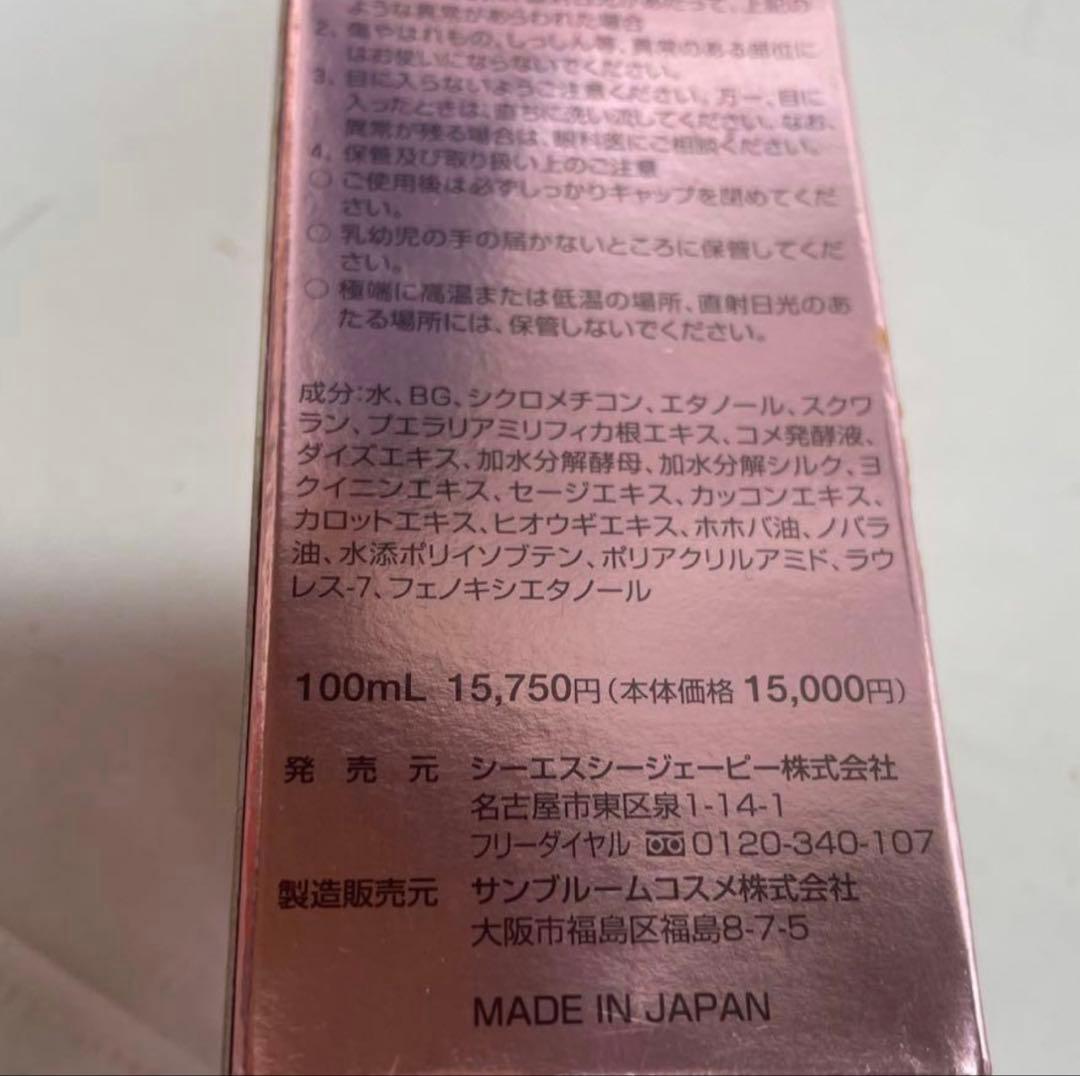 ような異常があらわれた場合
2. 傷やはれもの、しっしん等、異常のある部位に
はお使いにならないでください。
3. 目に入らないようご注意ください。万一、目に
入ったときは、直ちに洗い流してください。なお、
異常が残る場合は、眼科医にご相談ください。
4. 保管及び取り扱い上のご注意
○ ご使用後は必ずしっかりキャップを閉めてくだ
さい。
○ 乳幼児の手の届かないところに保管してくだ
さい。
○ 極端に高温または低温の場所、直射日光のあ
たる場所には、保管しないでください。
成分:水、BG、シクロメチコン、エタノール、スクワ
ラン、プエラリアミリフィカ根エキス、コメ発酵液、
ダイズエキス、加水分解酵母、加水分解シルク、ヨ
クイニンエキス、セージエキス、カッコンエキス、
カロットエキス、ヒオウギエキス、ホホバ油、ノバラ
油、水添ポリイソブテン、ポリアクリルアミド、ラウ
レス-7、フェノキシエタノール
100mL 15,750円(本体価格 15,000円)
発売元 シーエスシージェーピー株式会社
名古屋市東区泉1-14-1
フリーダイヤル 0120-340-107
製造販売元 サンブルームコスメ株式会社
大阪市福島区福島8-7-5
MADE IN JAPAN